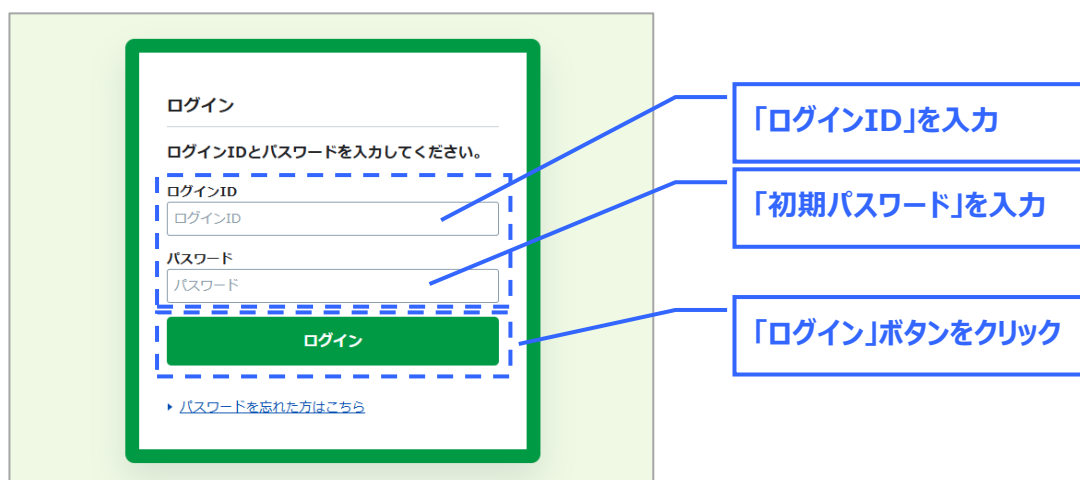 ログイン
ログインIDとパスワードを入力してください。
ログインID
ログインID
パスワード
パスワード
ログイン
パスワードを忘れた方はこちら
「ログインID」を入力
「初期パスワード」を入力
「ログイン」ボタンをクリック